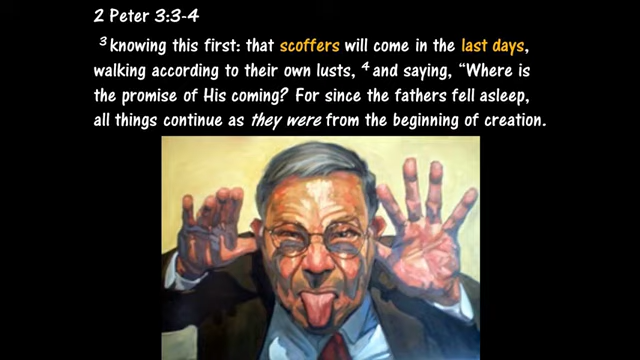 2 Peter 3:3-4
3 knowing this first: that scoffers will come in the last days,
walking according to their own lusts, 4 and saying, “Where is
the promise of His coming? For since the fathers fell asleep,
all things continue as they were from the beginning of creation.